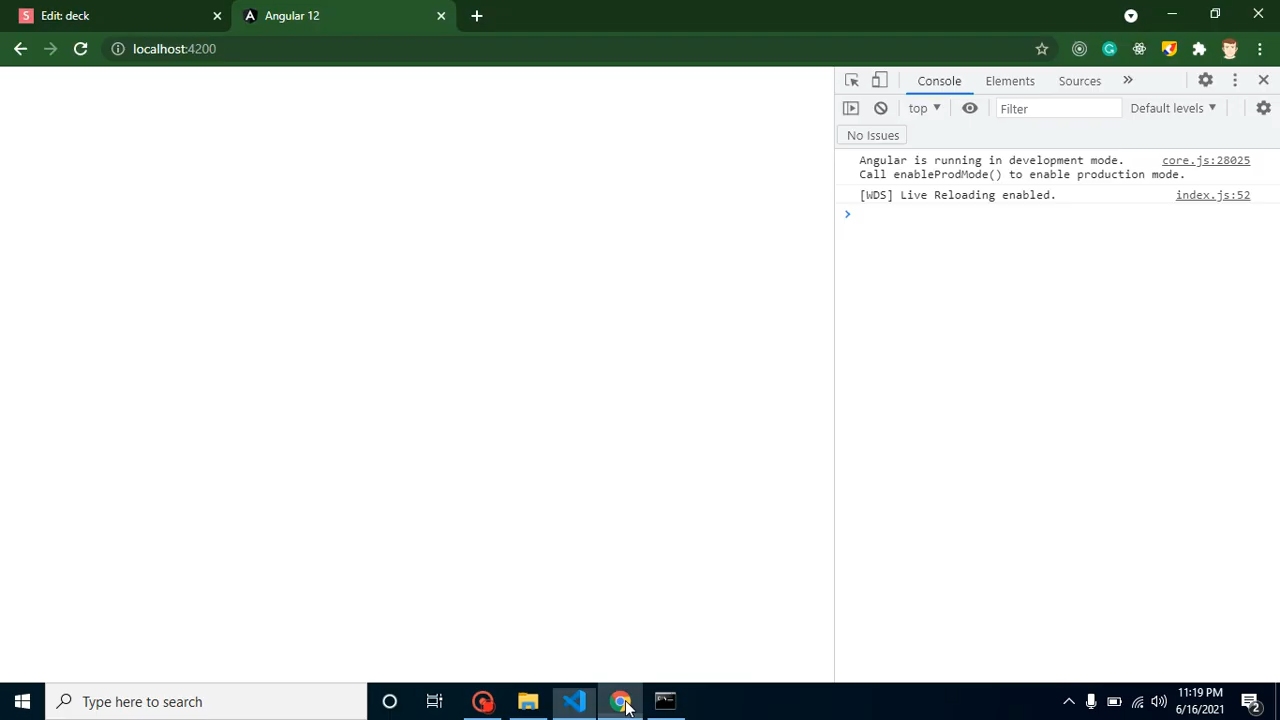 Edit: deck
Angular 12
localhost:4200
Console
Elements
Sources
top
Filter
Default levels
No Issues
Angular is running in development mode. core.js:28025
Call enableProdMode() to enable production mode.
[WDS] Live Reloading enabled. index.js:52
Type here to search
11:19 PM
6/16/2021
2